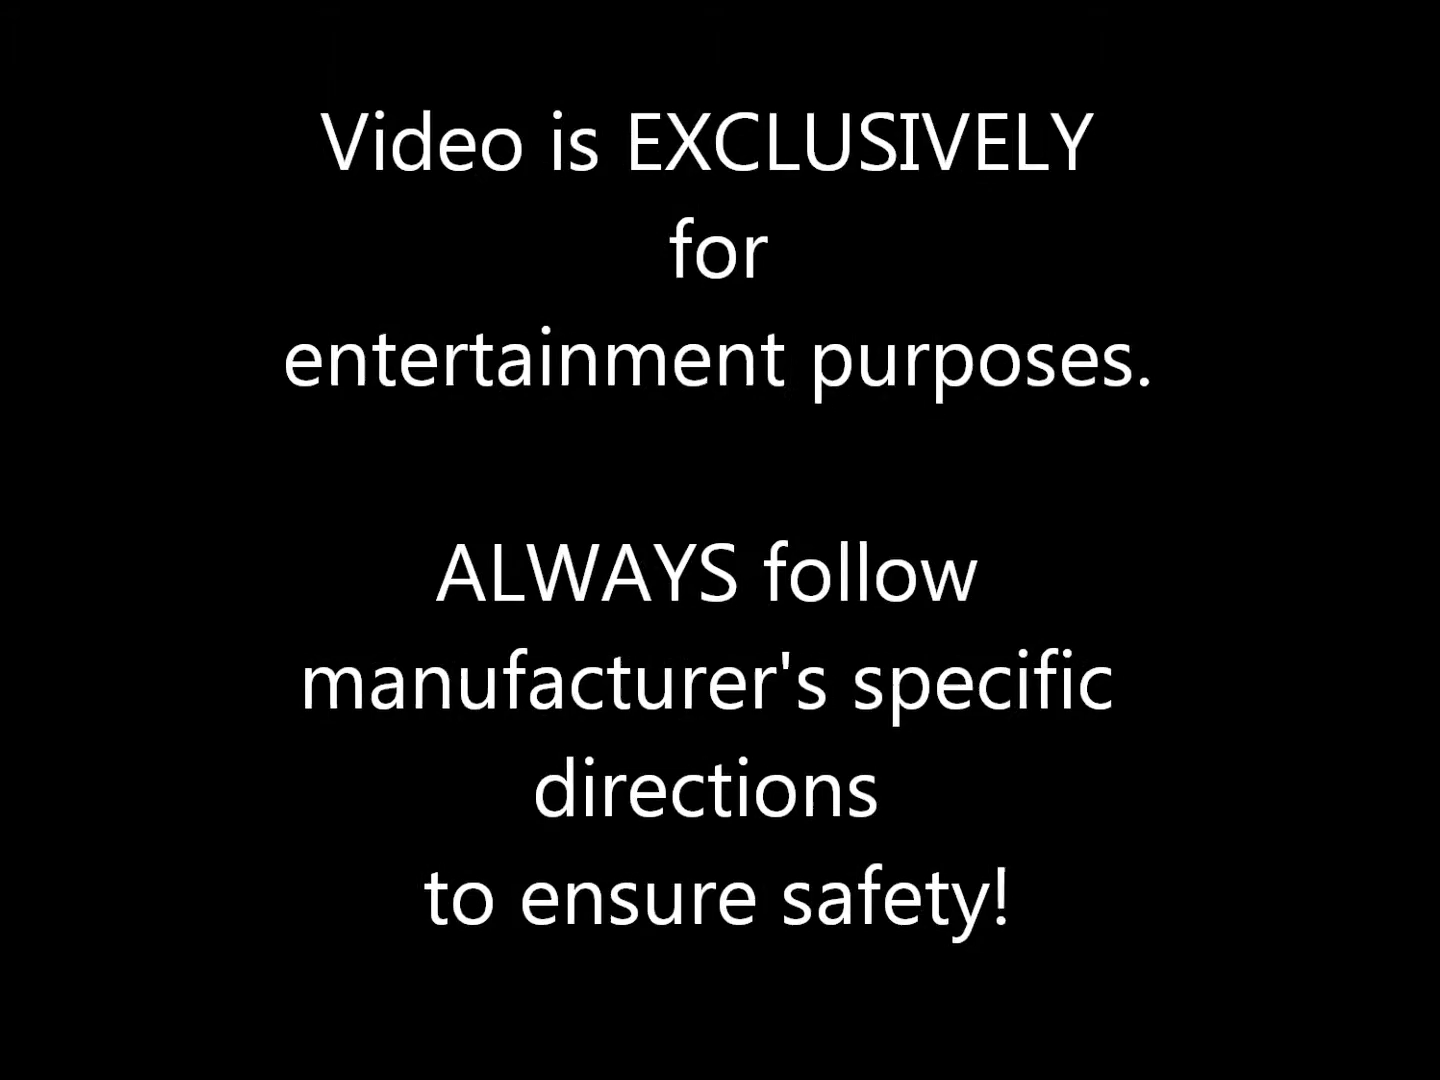 Video is EXCLUSIVELY
for
entertainment purposes.
ALWAYS follow
manufacturer's specific
directions
to ensure safety!